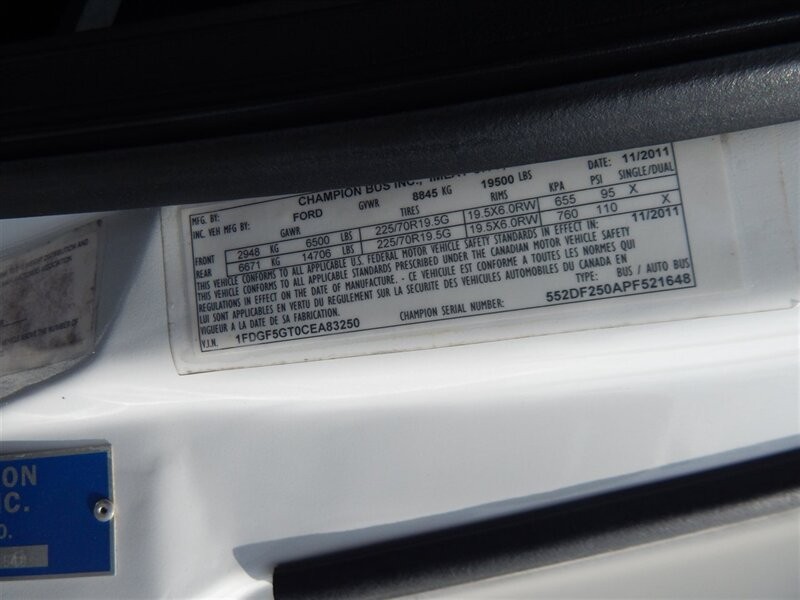 MFG. BY: CHAMPION BUS INC., IMLAY DATE: 11/2011
INC. VEH MFG BY: FORD GVWR 8845 KG 19500 LBS
GAWR TIRES RIMS KPA PSI SINGLE/DUAL
FRONT 2948 KG 6500 LBS 225/70R19.5G 19.5X6.0RW 655 95 X
REAR 6671 KG 14706 LBS 225/70R19.5G 19.5X6.0RW 760 110 X
THIS VEHICLE CONFORMS TO ALL APPLICABLE U.S. FEDERAL MOTOR VEHICLE SAFETY STANDARDS IN EFFECT IN: 11/2011
THIS VEHICLE CONFORMS TO ALL APPLICABLE STANDARDS PRESCRIBED UNDER THE CANADIAN MOTOR VEHICLE SAFETY
REGULATIONS IN EFFECT ON THE DATE OF MANUFACTURE. - CE VEHICULE EST CONFORME A TOUTES LES NORMES QUI
LUI SONT APPLICABLES EN VERTU DU REGULEMENT SUR LA SECURITE DES VEHICULES AUTOMOBILES DU CANADA EN
VIGUEUR A LA DATE DE SA FABRICATION. TYPE: BUS / AUTO BUS
V.I.N. 1FDGF5GT0CEA83250 CHAMPION SERIAL NUMBER: 552DF250APF521648
ON
C.